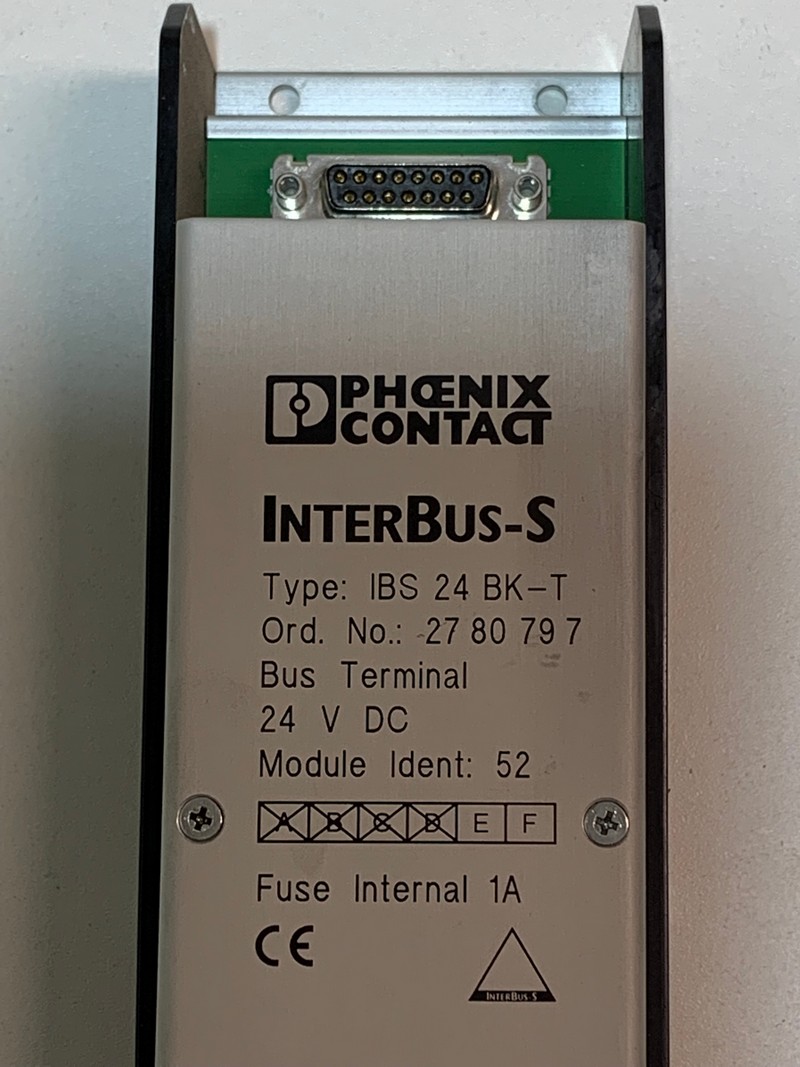 PHŒNIX
CONTACT
INTERBUS-S
Type: IBS 24 BK-T
Ord. No.: 27 80 79 7
Bus Terminal
24 V DC
Module Ident: 52
A B C D E F
Fuse Internal 1A
CE
INTERBUS-S